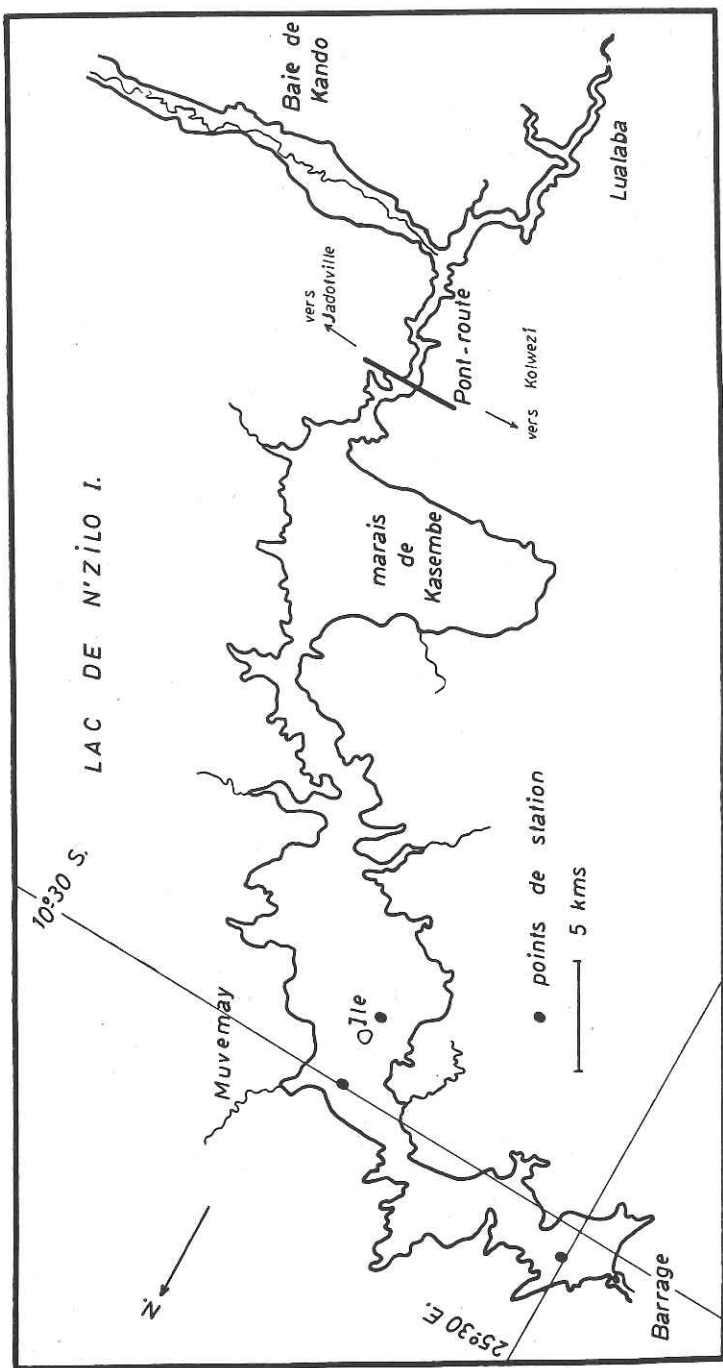 LAC DE N'ZILO I.
Baie de
Kando
Lualaba
vers
Jadotville
Pont-route
vers Kolwezi
marais
de
Kasembe
10°30 S.
Muvemay
Ile
points de station
5 kms
N.
25°30 E.
Barrage